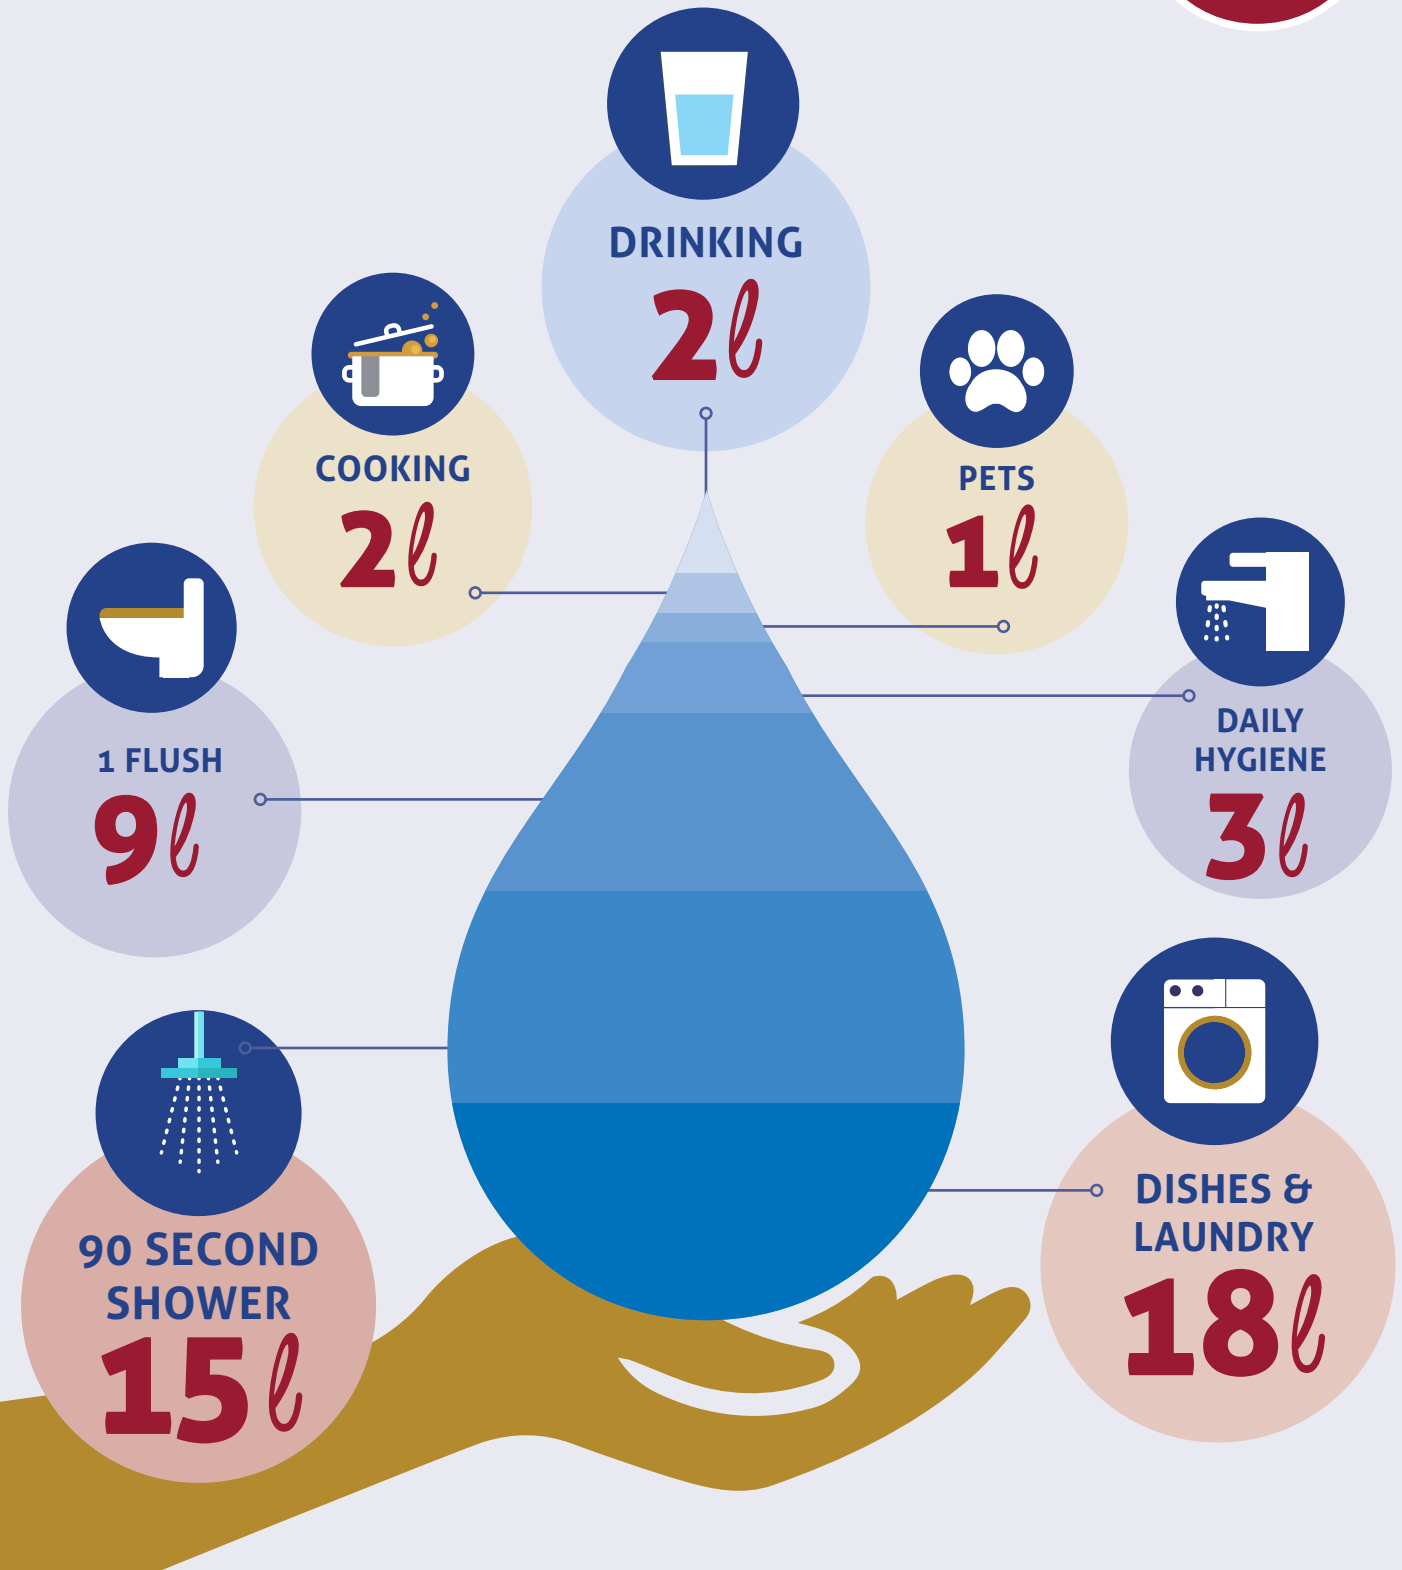 DRINKING
2ℓ
COOKING
2ℓ
PETS
1ℓ
1 FLUSH
9ℓ
DAILY
HYGIENE
3ℓ
90 SECOND
SHOWER
15ℓ
DISHES &
LAUNDRY
18ℓ